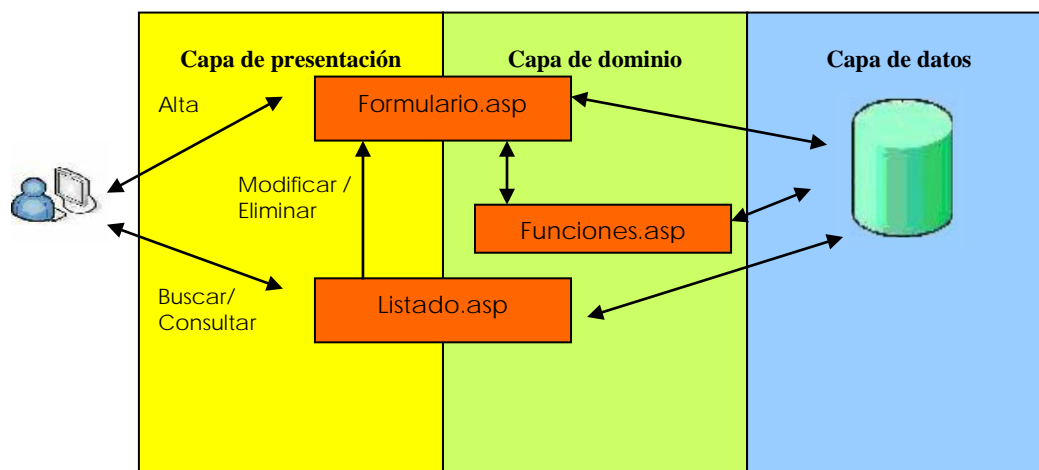 Capa de presentación
Capa de dominio
Capa de datos
Alta
Formulario.asp
Modificar /
Eliminar
Funciones.asp
Buscar/
Consultar
Listado.asp